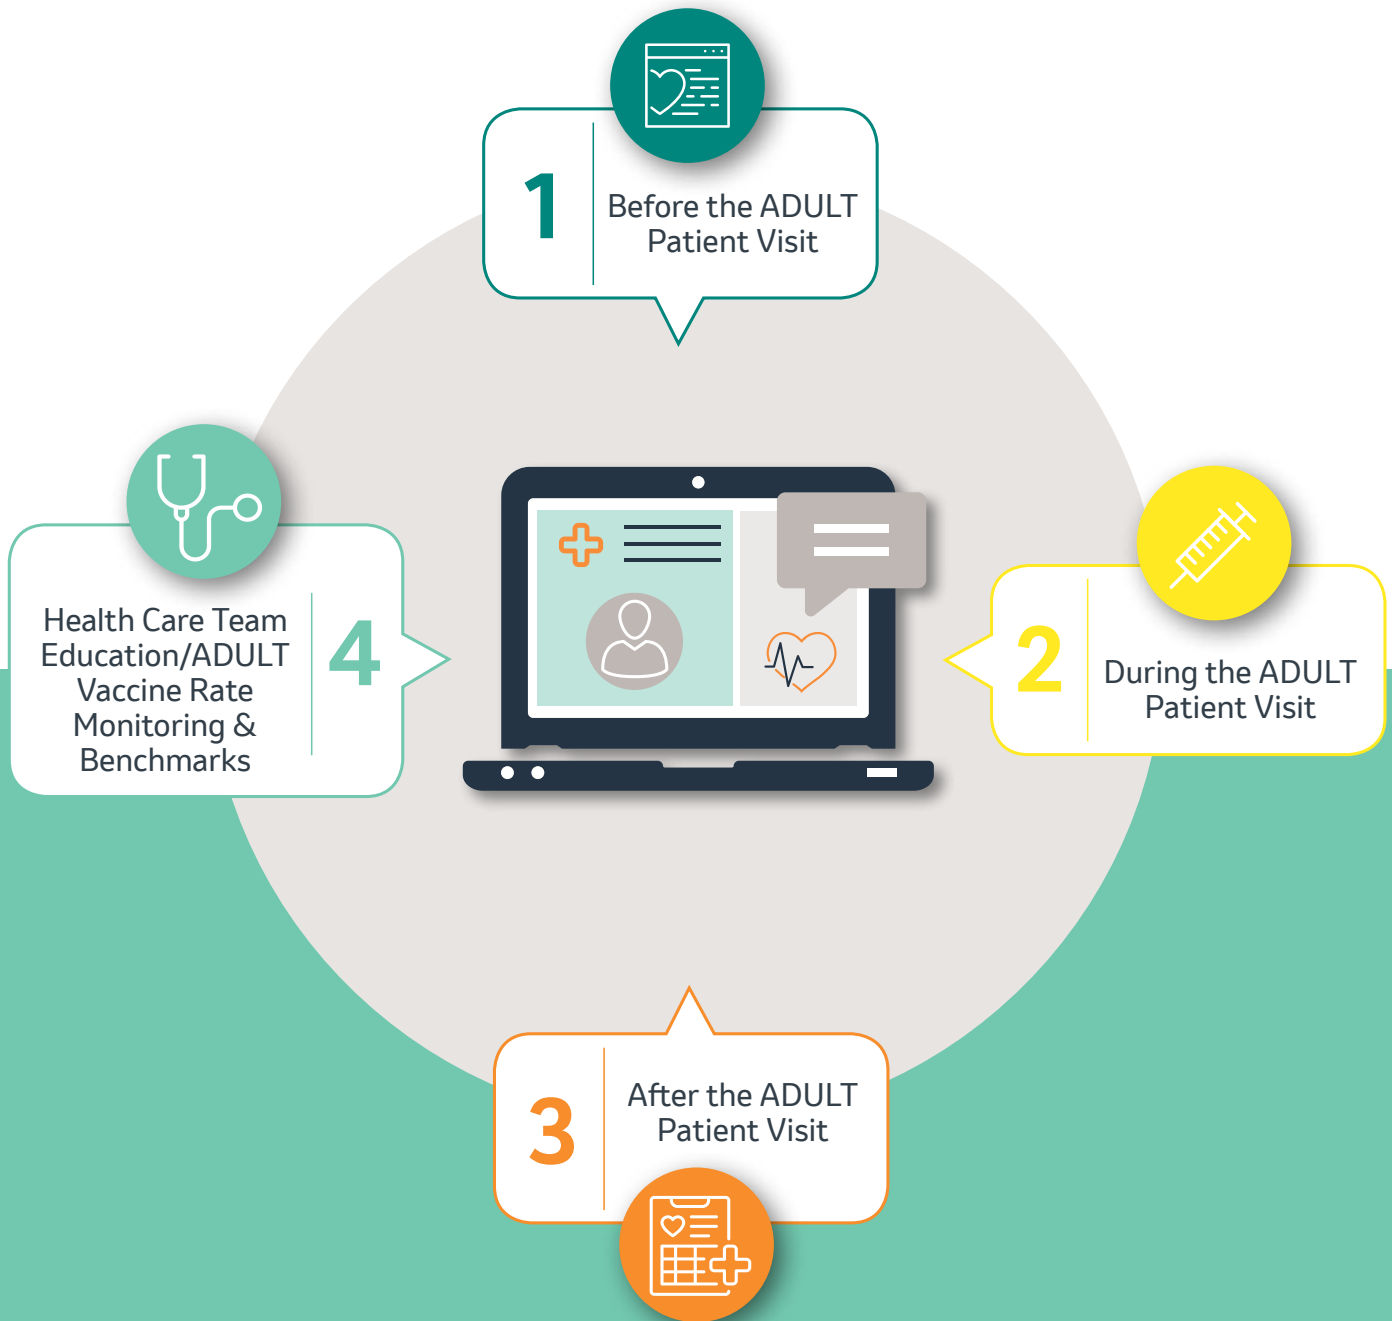 1
Before the ADULT
Patient Visit
2
During the ADULT
Patient Visit
3
After the ADULT
Patient Visit
4
Health Care Team
Education/ADULT
Vaccine Rate
Monitoring &
Benchmarks